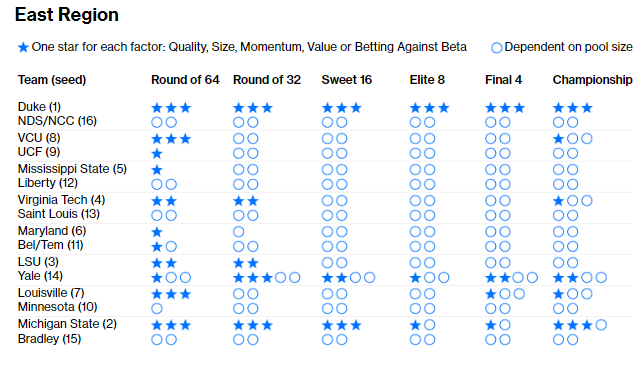 East Region
★ One star for each factor: Quality, Size, Momentum, Value or Betting Against Beta ○ Dependent on pool size
Team (seed) Round of 64 Round of 32 Sweet 16 Elite 8 Final 4 Championship
Duke (1) ★★★ ★★★ ★★★ ★★★ ★★★ ★★★
NDS/NCC (16) ○○ ○○ ○○ ○○ ○○ ○○
VCU (8) ★★★ ○○ ○○ ○○ ○○ ★○○
UCF (9) ★ ○○ ○○ ○○ ○○ ○○
Mississippi State (5) ★ ○○ ○○ ○○ ○○ ○○
Liberty (12) ○○ ○○ ○○ ○○ ○○ ○○
Virginia Tech (4) ★★ ★★ ○○ ○○ ○○ ★○○
Saint Louis (13) ○○ ○○ ○○ ○○ ○○ ○○
Maryland (6) ★ ○ ○○ ○○ ○○ ○○
Bel/Tem (11) ★○ ○○ ○○ ○○ ○○ ○○
LSU (3) ★★ ★★ ○○ ○○ ○○ ○○
Yale (14) ★○○ ★★★○○ ★★○○ ★○○ ★★○○ ★★○○
Louisville (7) ★★★ ○○ ○○ ○○ ★○○ ★○○
Minnesota (10) ○ ○○ ○○ ○○ ○○ ○○
Michigan State (2) ★★★ ★★★ ★★★ ★○ ★○ ★★★○
Bradley (15) ○○ ○○ ○○ ○○ ○○ ○○